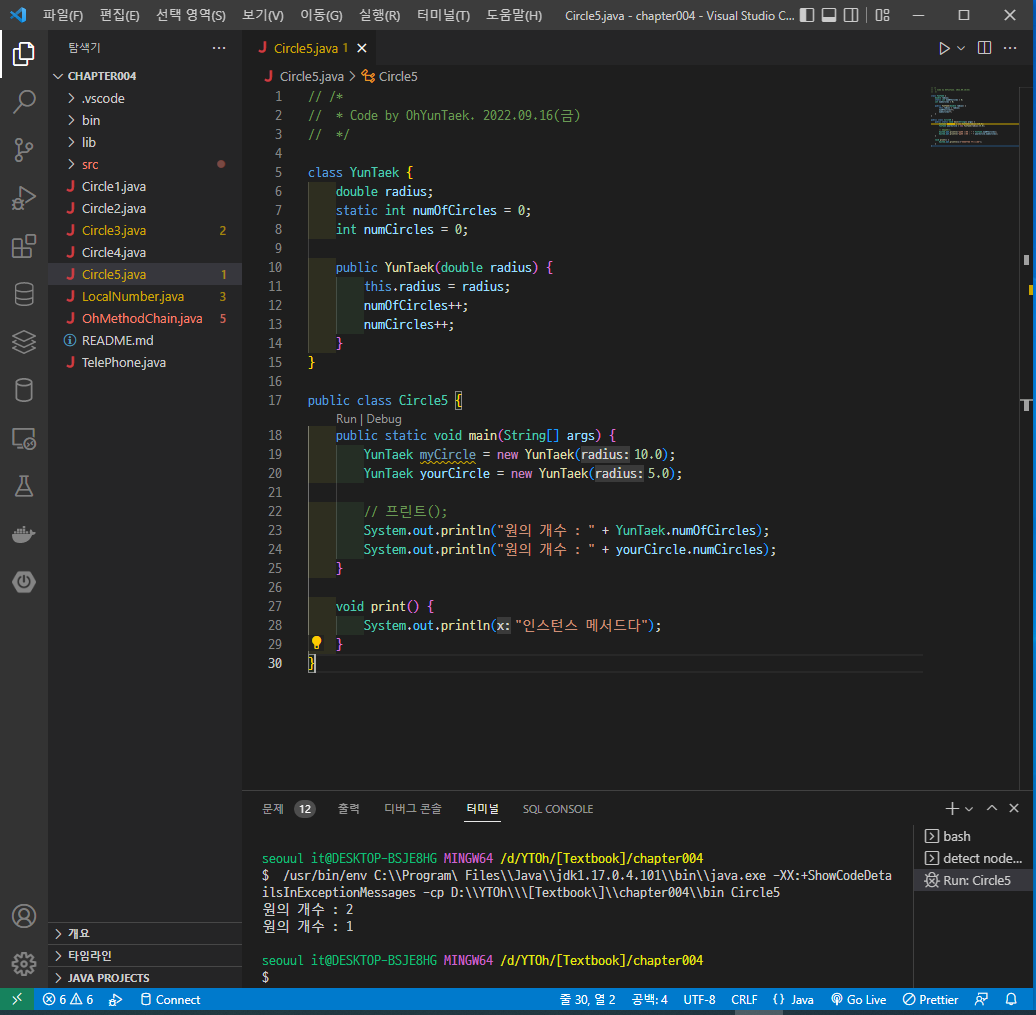 파일(F) 편집(E) 선택 영역(S) 보기(V) 이동(G) 실행(R) 터미널(T) 도움말(H) Circle5.java - chapter004 - Visual Studio C...
탐색기
CHAPTER004
.vscode
bin
lib
src
Circle1.java
Circle2.java
Circle3.java 2
Circle4.java
Circle5.java 1
LocalNumber.java 3
OhMethodChain.java 5
README.md
TelePhone.java
개요
타임라인
JAVA PROJECTS
Circle5.java 1
Circle5.java > Circle5
1 // /*
2 //  * Code by OhYunTaek. 2022.09.16(금)
3 //  */
4
5 class YunTaek {
6     double radius;
7     static int numOfCircles = 0;
8     int numCircles = 0;
9
10     public YunTaek(double radius) {
11         this.radius = radius;
12         numOfCircles++;
13         numCircles++;
14     }
15 }
16
17 public class Circle5 {
Run | Debug
18     public static void main(String[] args) {
19         YunTaek myCircle = new YunTaek(radius: 10.0);
20         YunTaek yourCircle = new YunTaek(radius: 5.0);
21
22         // 프린트();
23         System.out.println("원의 개수 : " + YunTaek.numOfCircles);
24         System.out.println("원의 개수 : " + yourCircle.numCircles);
25     }
26
27     void print() {
28         System.out.println(x: "인스턴스 메서드다");
29     }
30 }
문제 12 출력 디버그 콘솔 터미널 SQL CONSOLE
seouul it@DESKTOP-BSJE8HG MINGW64 /d/YTOh/[Textbook]/chapter004
$  /usr/bin/env C:\\Program\ Files\\Java\\jdk1.17.0.4.101\\bin\\java.exe -XX:+ShowCodeDeta
ilsInExceptionMessages -cp D:\\YTOh\\\[Textbook\]\\chapter004\\bin Circle5
원의 개수 : 2
원의 개수 : 1
seouul it@DESKTOP-BSJE8HG MINGW64 /d/YTOh/[Textbook]/chapter004
$
bash
detect node...
Run: Circle5
6 6 Connect 줄 30, 열 2 공백: 4 UTF-8 CRLF {} Java Go Live Prettier